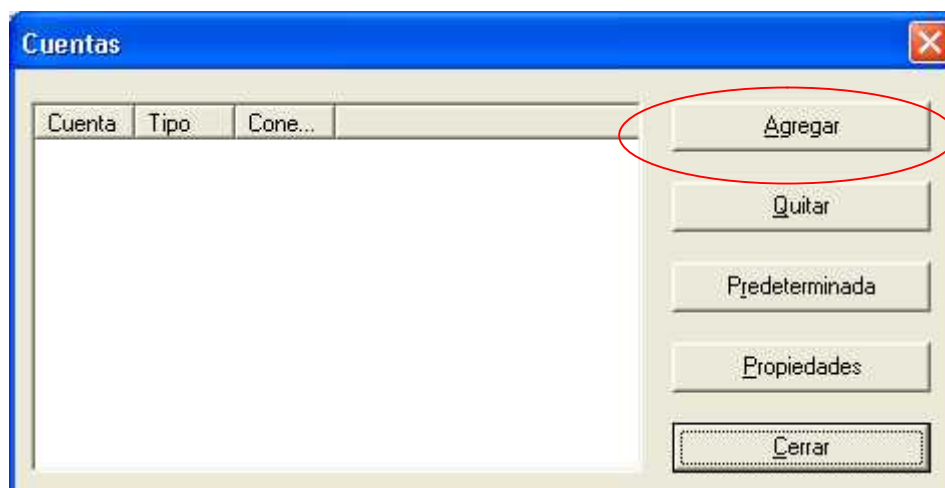 Cuentas
Cuenta Tipo Cone...
Agregar
Quitar
Predeterminada
Propiedades
Cerrar